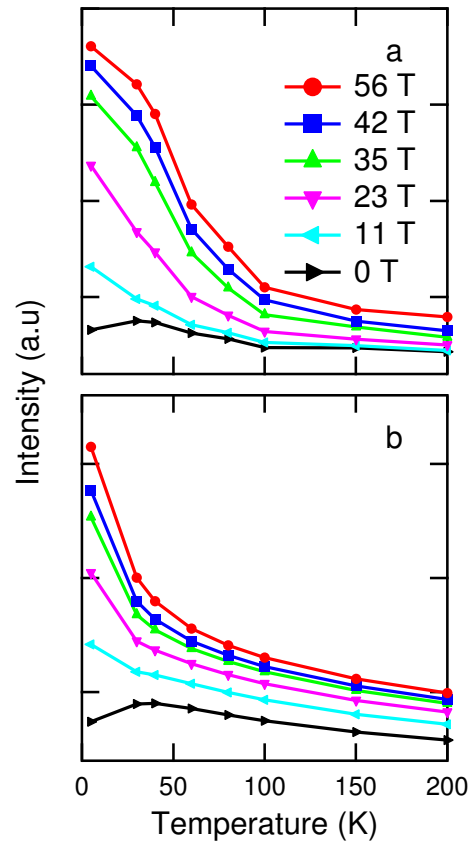 a
56 T
42 T
35 T
23 T
11 T
0 T
b
Intensity (a.u)
0 50 100 150 200
Temperature (K)